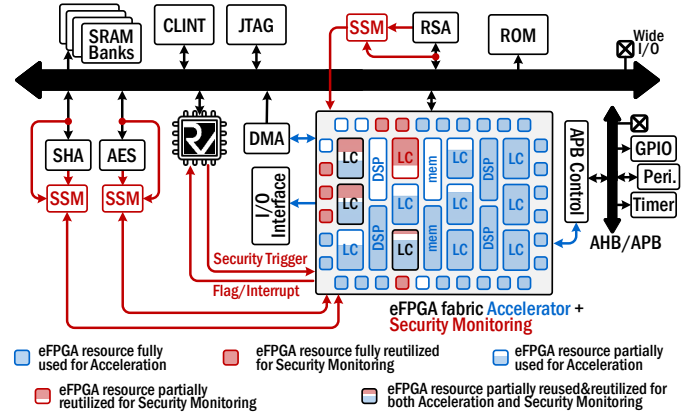 SRAM
Banks
CLINT
JTAG
SSM
RSA
ROM
Wide
I/O
SHA
AES
SSM
SSM
DMA
I/O
Interface
Security Trigger
Flag/Interrupt
LC
DSP
LC
mem
LC
DSP
LC
LC
LC
LC
LC
LC
DSP
LC
mem
LC
DSP
LC
APB Control
GPIO
Peri.
Timer
AHB/APB
eFPGA fabric Accelerator +
Security Monitoring
eFPGA resource fully
used for Acceleration
eFPGA resource fully reutilized
for Security Monitoring
eFPGA resource partially
used for Acceleration
eFPGA resource partially
reutilized for Security Monitoring
eFPGA resource partially reused&reutilized for
both Acceleration and Security Monitoring